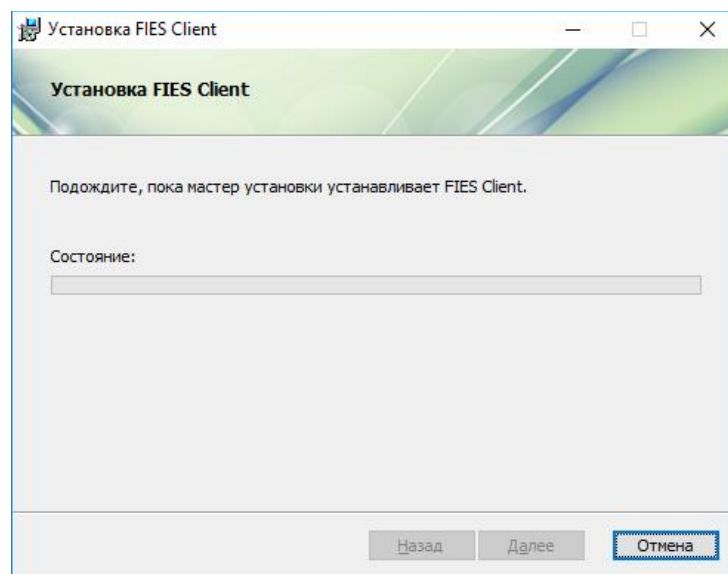 Установка FIES Client
Установка FIES Client
Подождите, пока мастер установки устанавливает FIES Client.
Состояние:
Назад Далее Отмена